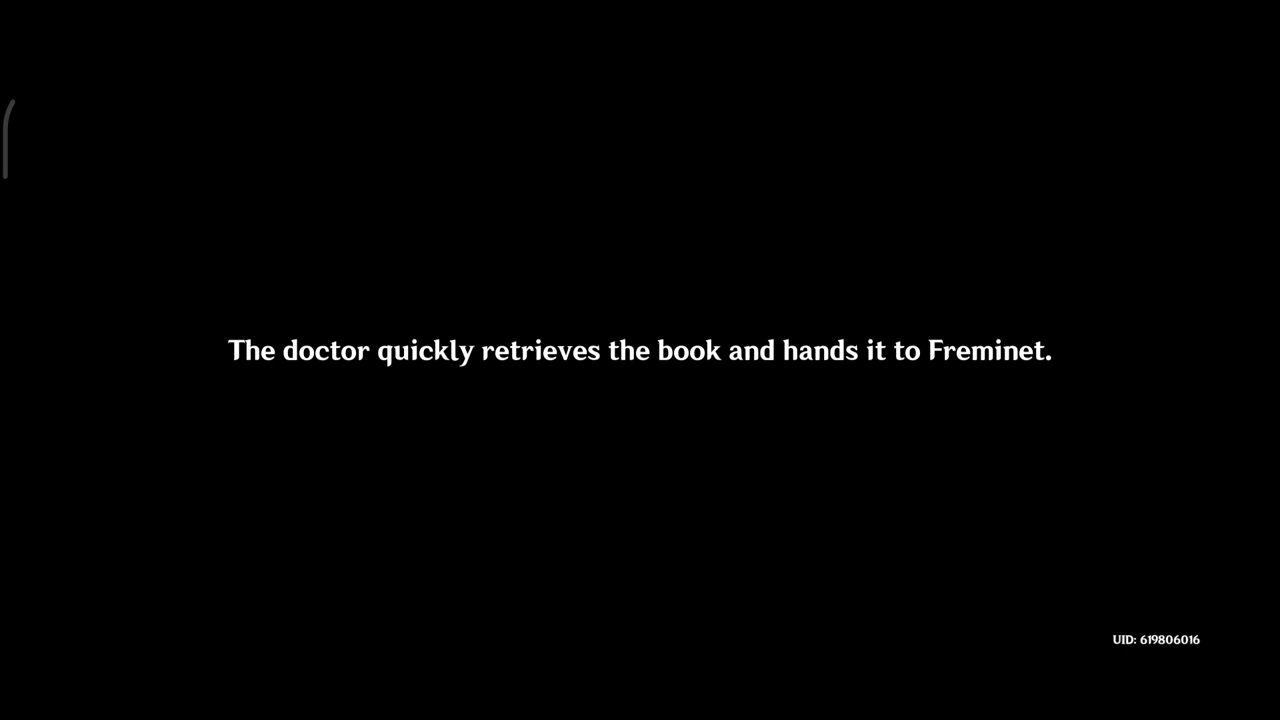 The doctor quickly retrieves the book and hands it to Freminet.
UID: 619806016